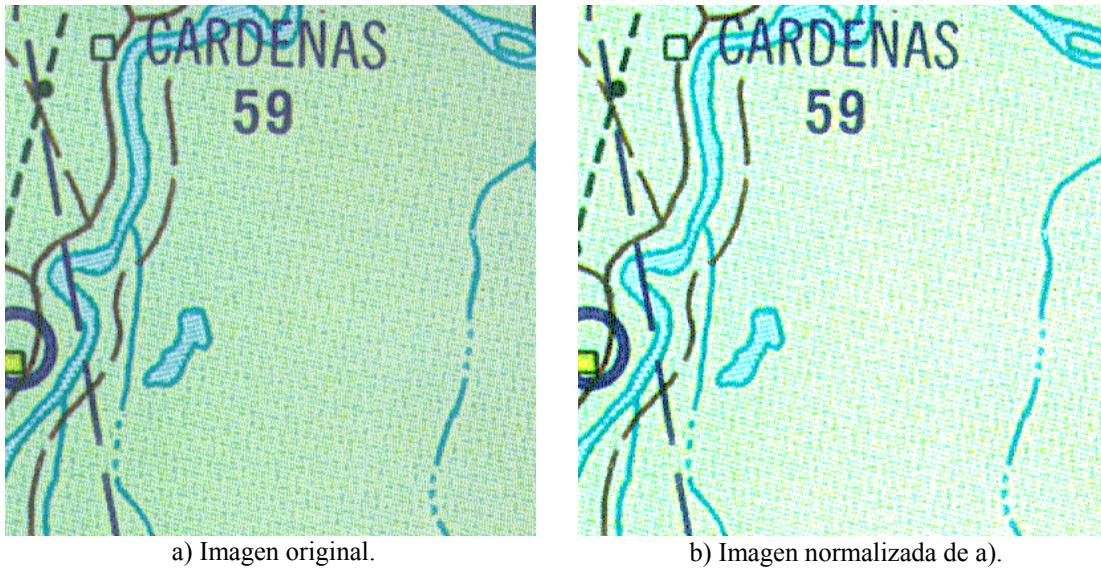 CARDENAS
59
CARDENAS
59
a) Imagen original.
b) Imagen normalizada de a).